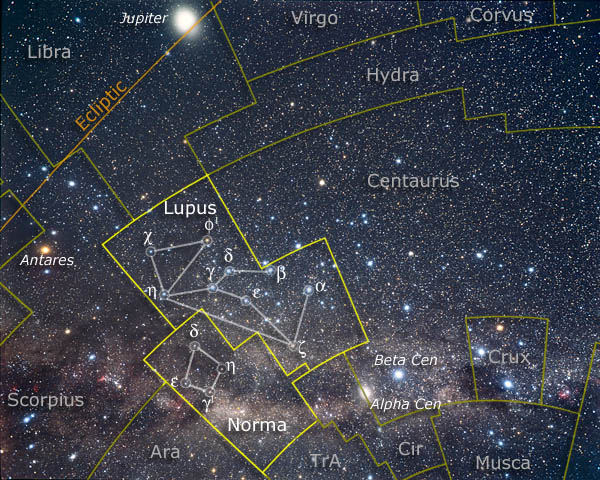 Jupiter
Virgo
Corvus
Libra
Hydra
Ecliptic
Centaurus
Lupus
χ
ϕ¹
δ
β
Antares
γ
η
ε
α
ζ
δ
η
Beta Cen
Crux
ε
γ²
Alpha Cen
Scorpius
Norma
Ara
TrA
Cir
Musca